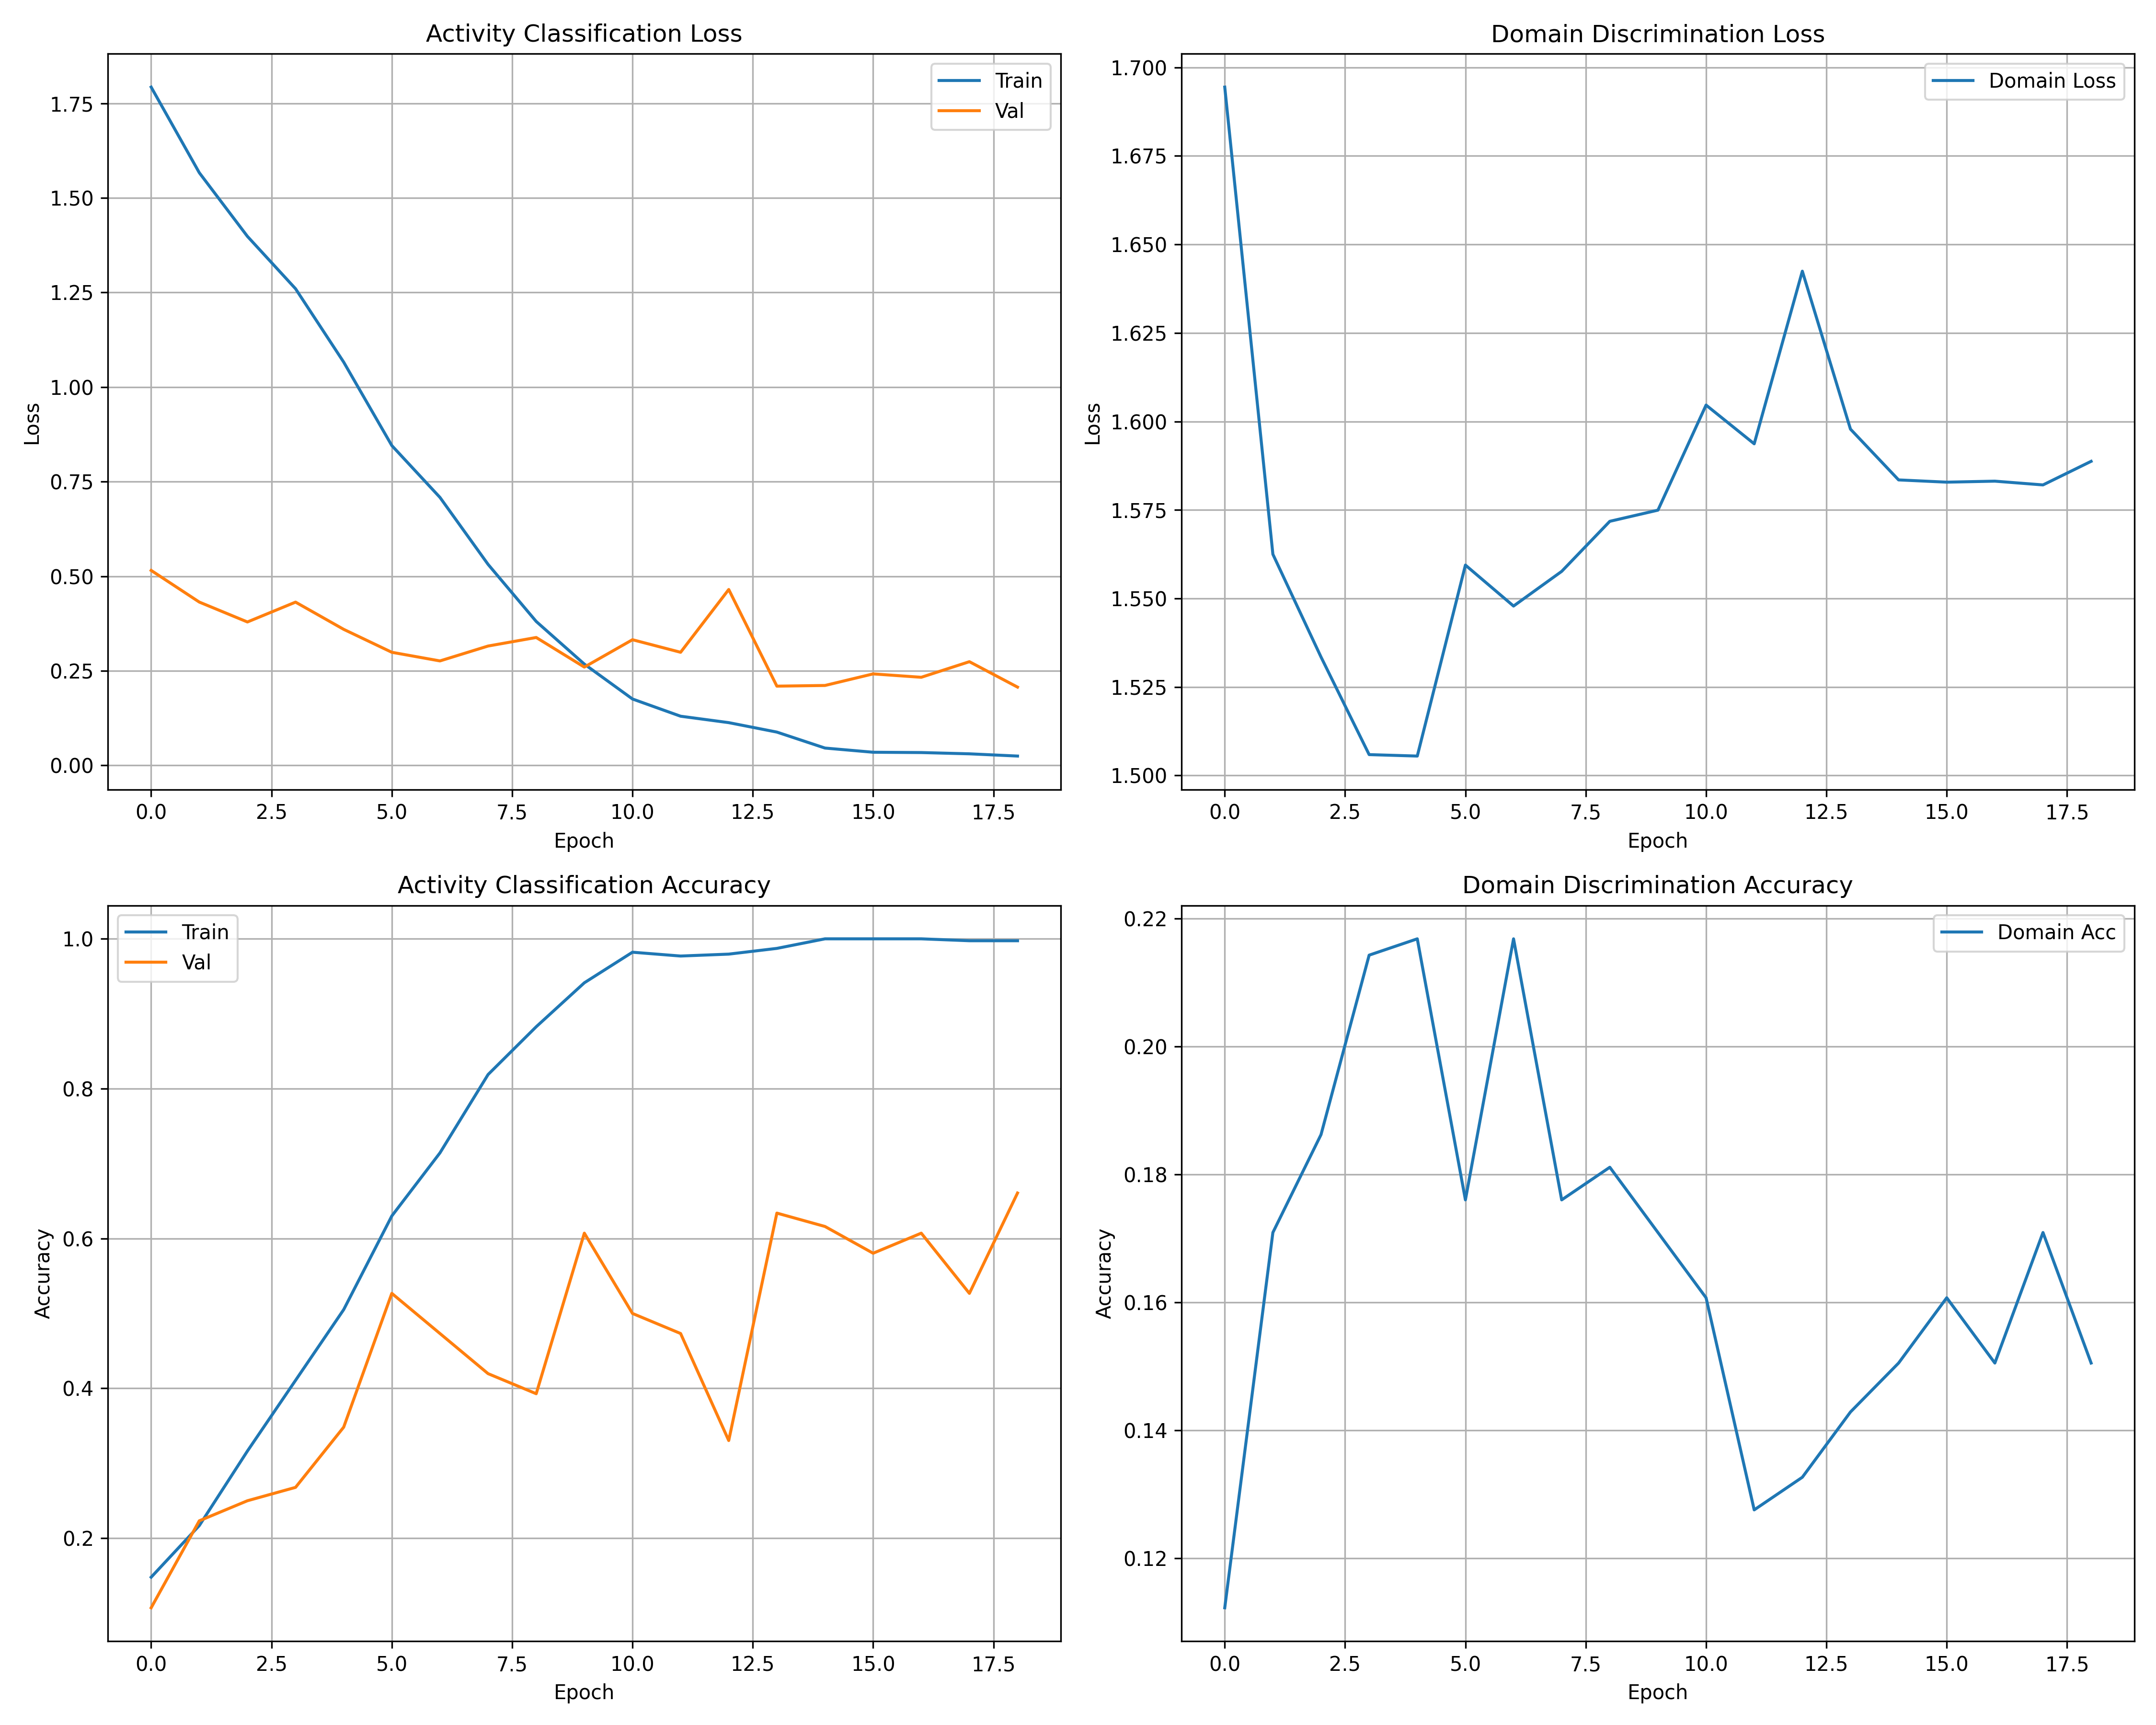 Activity Classification Loss
Train
Val
1.75
1.50
1.25
1.00
0.75
0.50
0.25
0.00
Loss
0.0 2.5 5.0 7.5 10.0 12.5 15.0 17.5
Epoch
Domain Discrimination Loss
Domain Loss
1.700
1.675
1.650
1.625
1.600
1.575
1.550
1.525
1.500
Loss
0.0 2.5 5.0 7.5 10.0 12.5 15.0 17.5
Epoch
Activity Classification Accuracy
Train
Val
1.0
0.8
0.6
0.4
0.2
Accuracy
0.0 2.5 5.0 7.5 10.0 12.5 15.0 17.5
Epoch
Domain Discrimination Accuracy
Domain Acc
0.22
0.20
0.18
0.16
0.14
0.12
Accuracy
0.0 2.5 5.0 7.5 10.0 12.5 15.0 17.5
Epoch